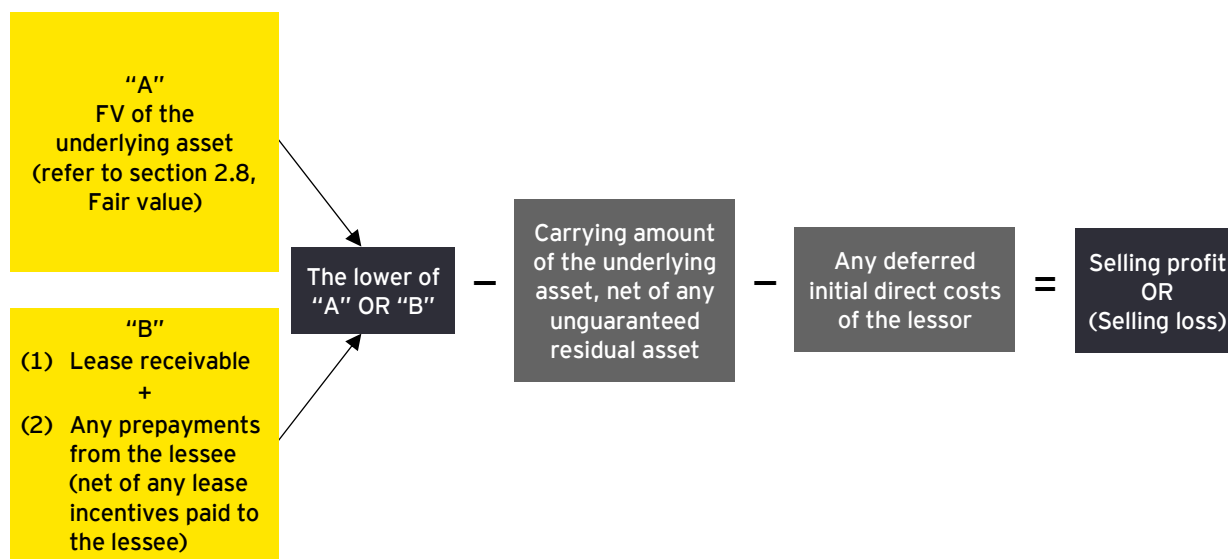 “A”
FV of the
underlying asset
(refer to section 2.8,
Fair value)
“B”
(1) Lease receivable
+
(2) Any prepayments
from the lessee
(net of any lease
incentives paid to
the lessee)
The lower of
“A” OR “B”
–
Carrying amount
of the underlying
asset, net of any
unguaranteed
residual asset
–
Any deferred
initial direct costs
of the lessor
=
Selling profit
OR
(Selling loss)